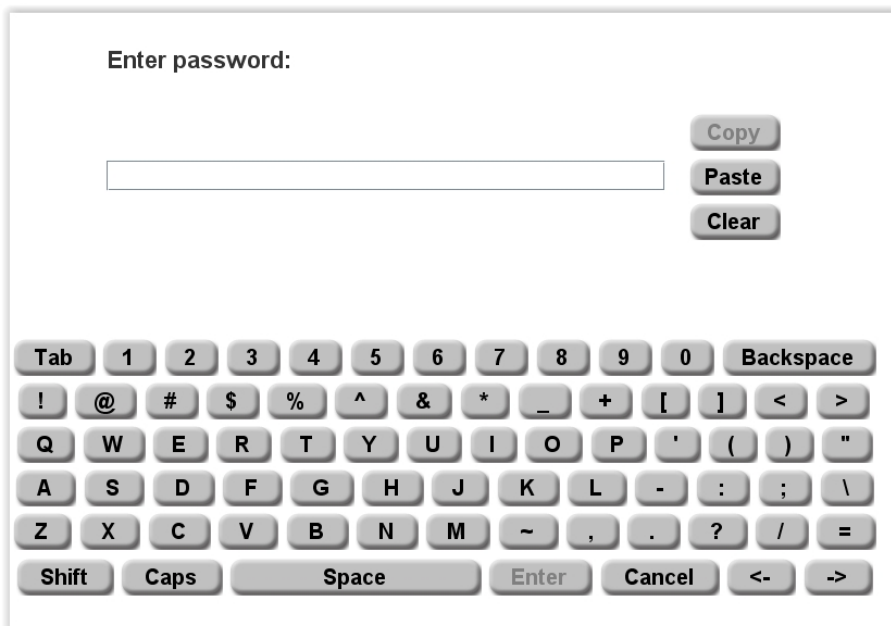 Enter password:
Copy
Paste
Clear
Tab 1 2 3 4 5 6 7 8 9 0 Backspace
! @ # $ % ^ & * _ + [ ] < >
Q W E R T Y U I O P ' ( ) "
A S D F G H J K L - : ; \
Z X C V B N M ~ , . ? / =
Shift Caps Space Enter Cancel <- ->